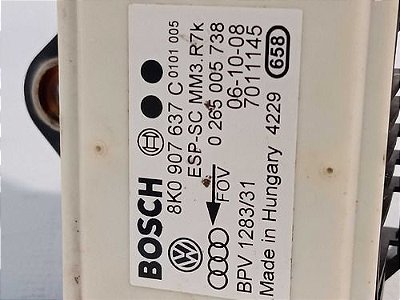 BOSCH
8K0 907 637 C 0101 005
ESP-SC MM3.R7k
0 265 005 738
FOV 06-10-08
BPV 1283/31 7011145
Made in Hungary 4229 658